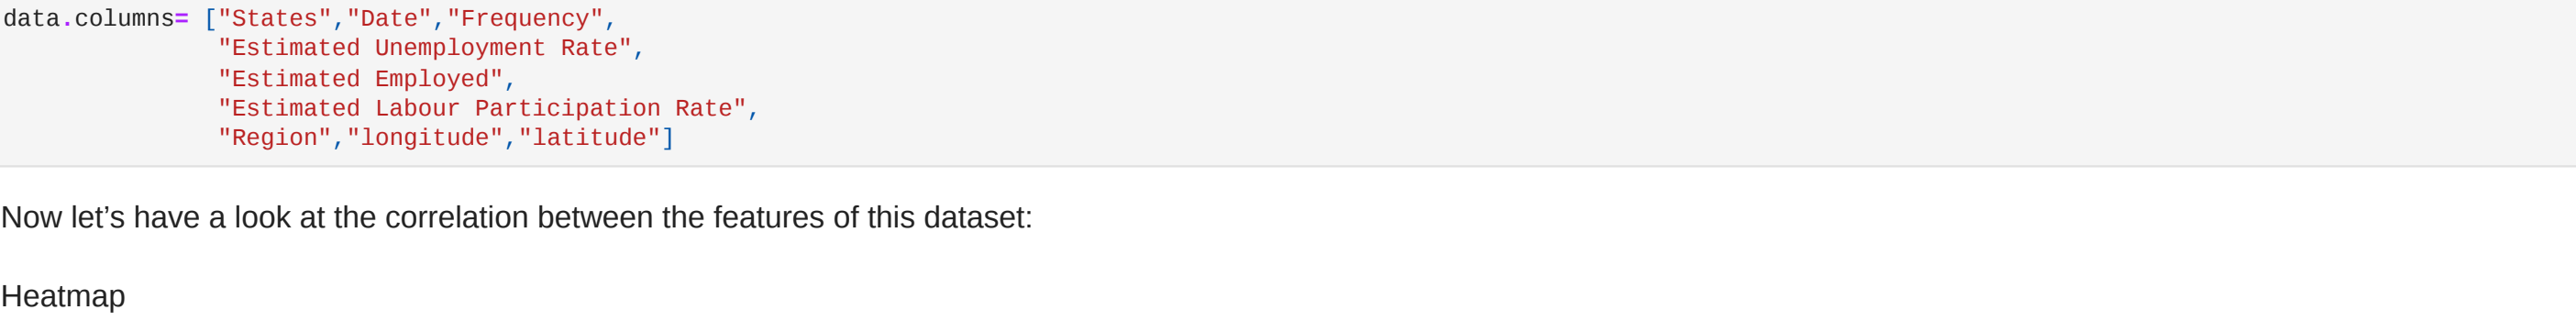 data.columns= ["States","Date","Frequency",
               "Estimated Unemployment Rate",
               "Estimated Employed",
               "Estimated Labour Participation Rate",
               "Region","longitude","latitude"]
Now let’s have a look at the correlation between the features of this dataset:
Heatmap